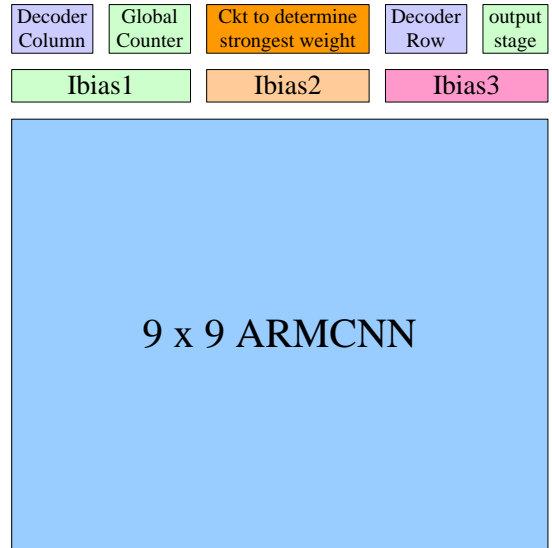 Decoder
Column
Global
Counter
Ckt to determine
strongest weight
Decoder
Row
output
stage
Ibias1
Ibias2
Ibias3
9 x 9 ARMCNN